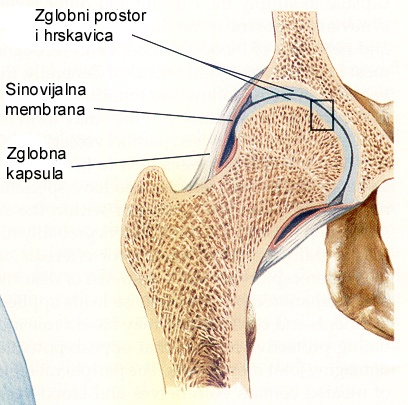 Zglobni prostor
i hrskavica
Sinovijalna
membrana
Zglobna
kapsula